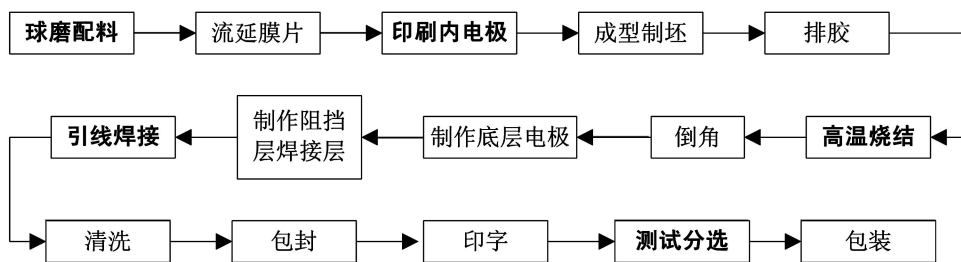 球磨配料
流延膜片
印刷内电极
成型制坯
排胶
高温烧结
倒角
制作底层电极
制作阻挡
层焊接层
引线焊接
清洗
包封
印字
测试分选
包装